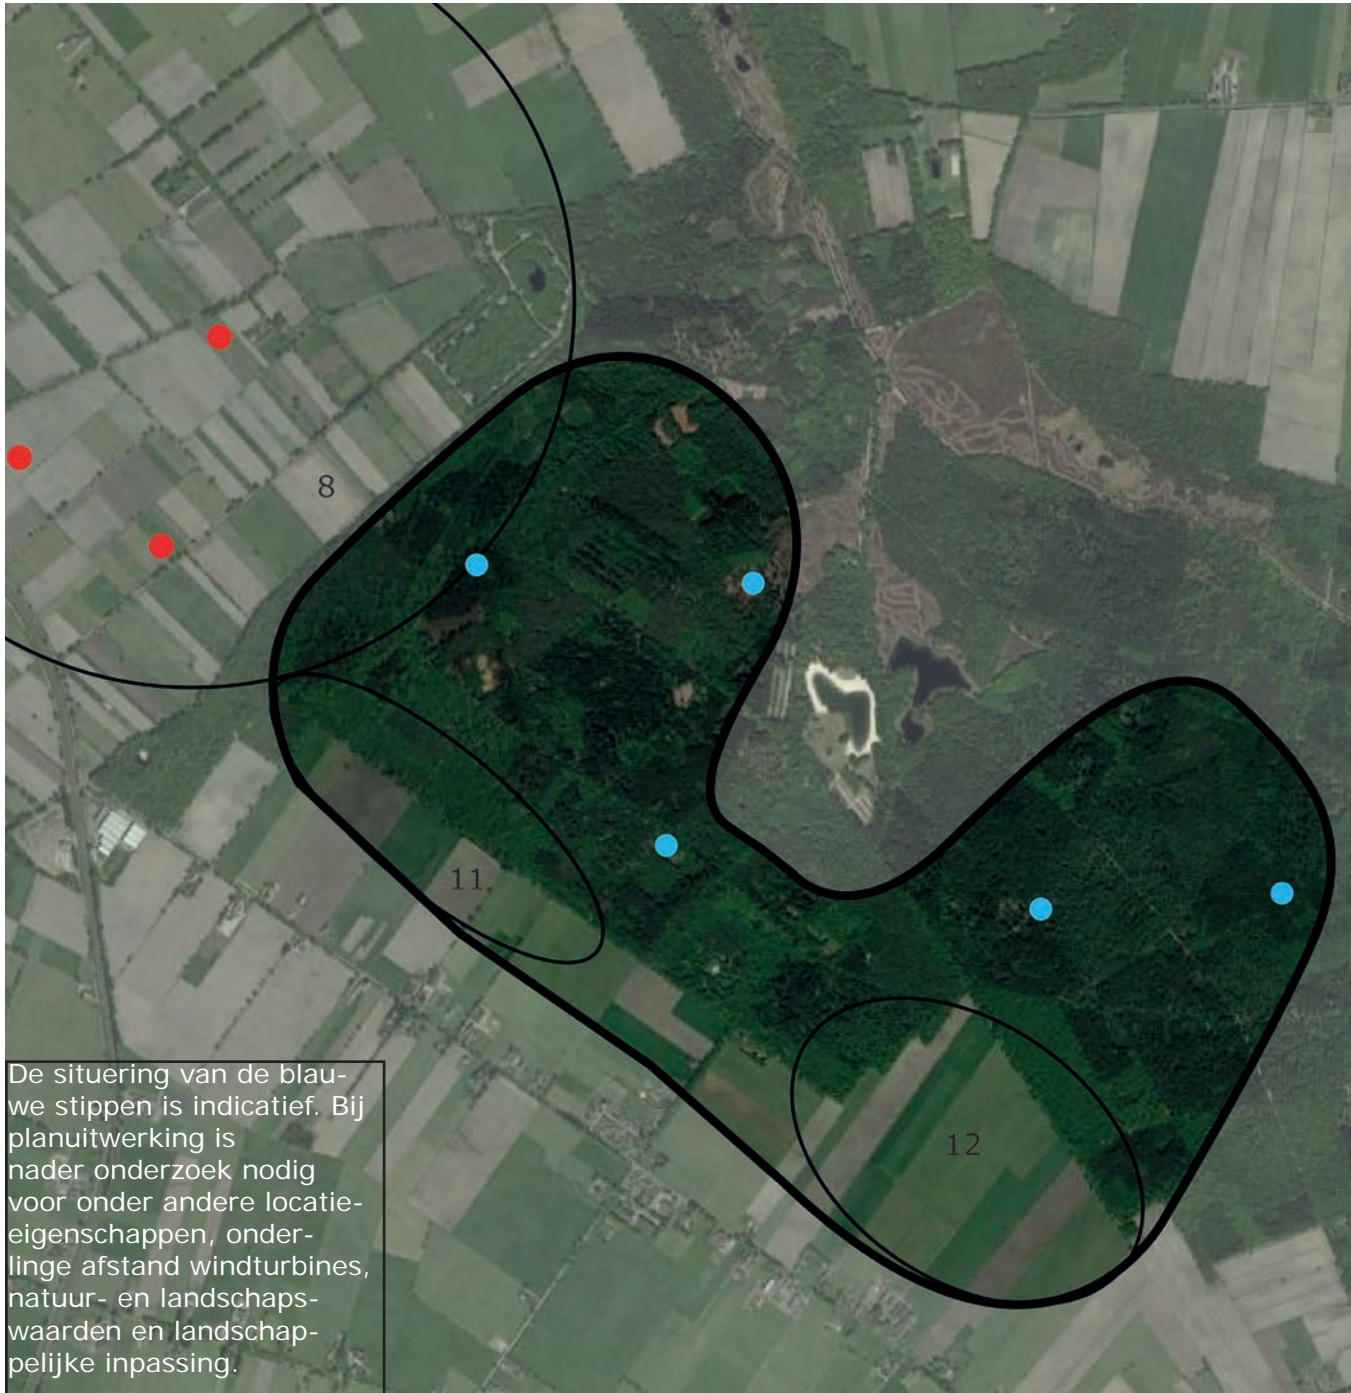 8
11.
12
De situering van de blau-
we stippen is indicatief. Bij
planuitwerking is
nader onderzoek nodig
voor onder andere locatie-
eigenschappen, onder-
linge afstand windturbines,
natuur- en landschaps-
waarden en landschap-
pelijke inpassing.